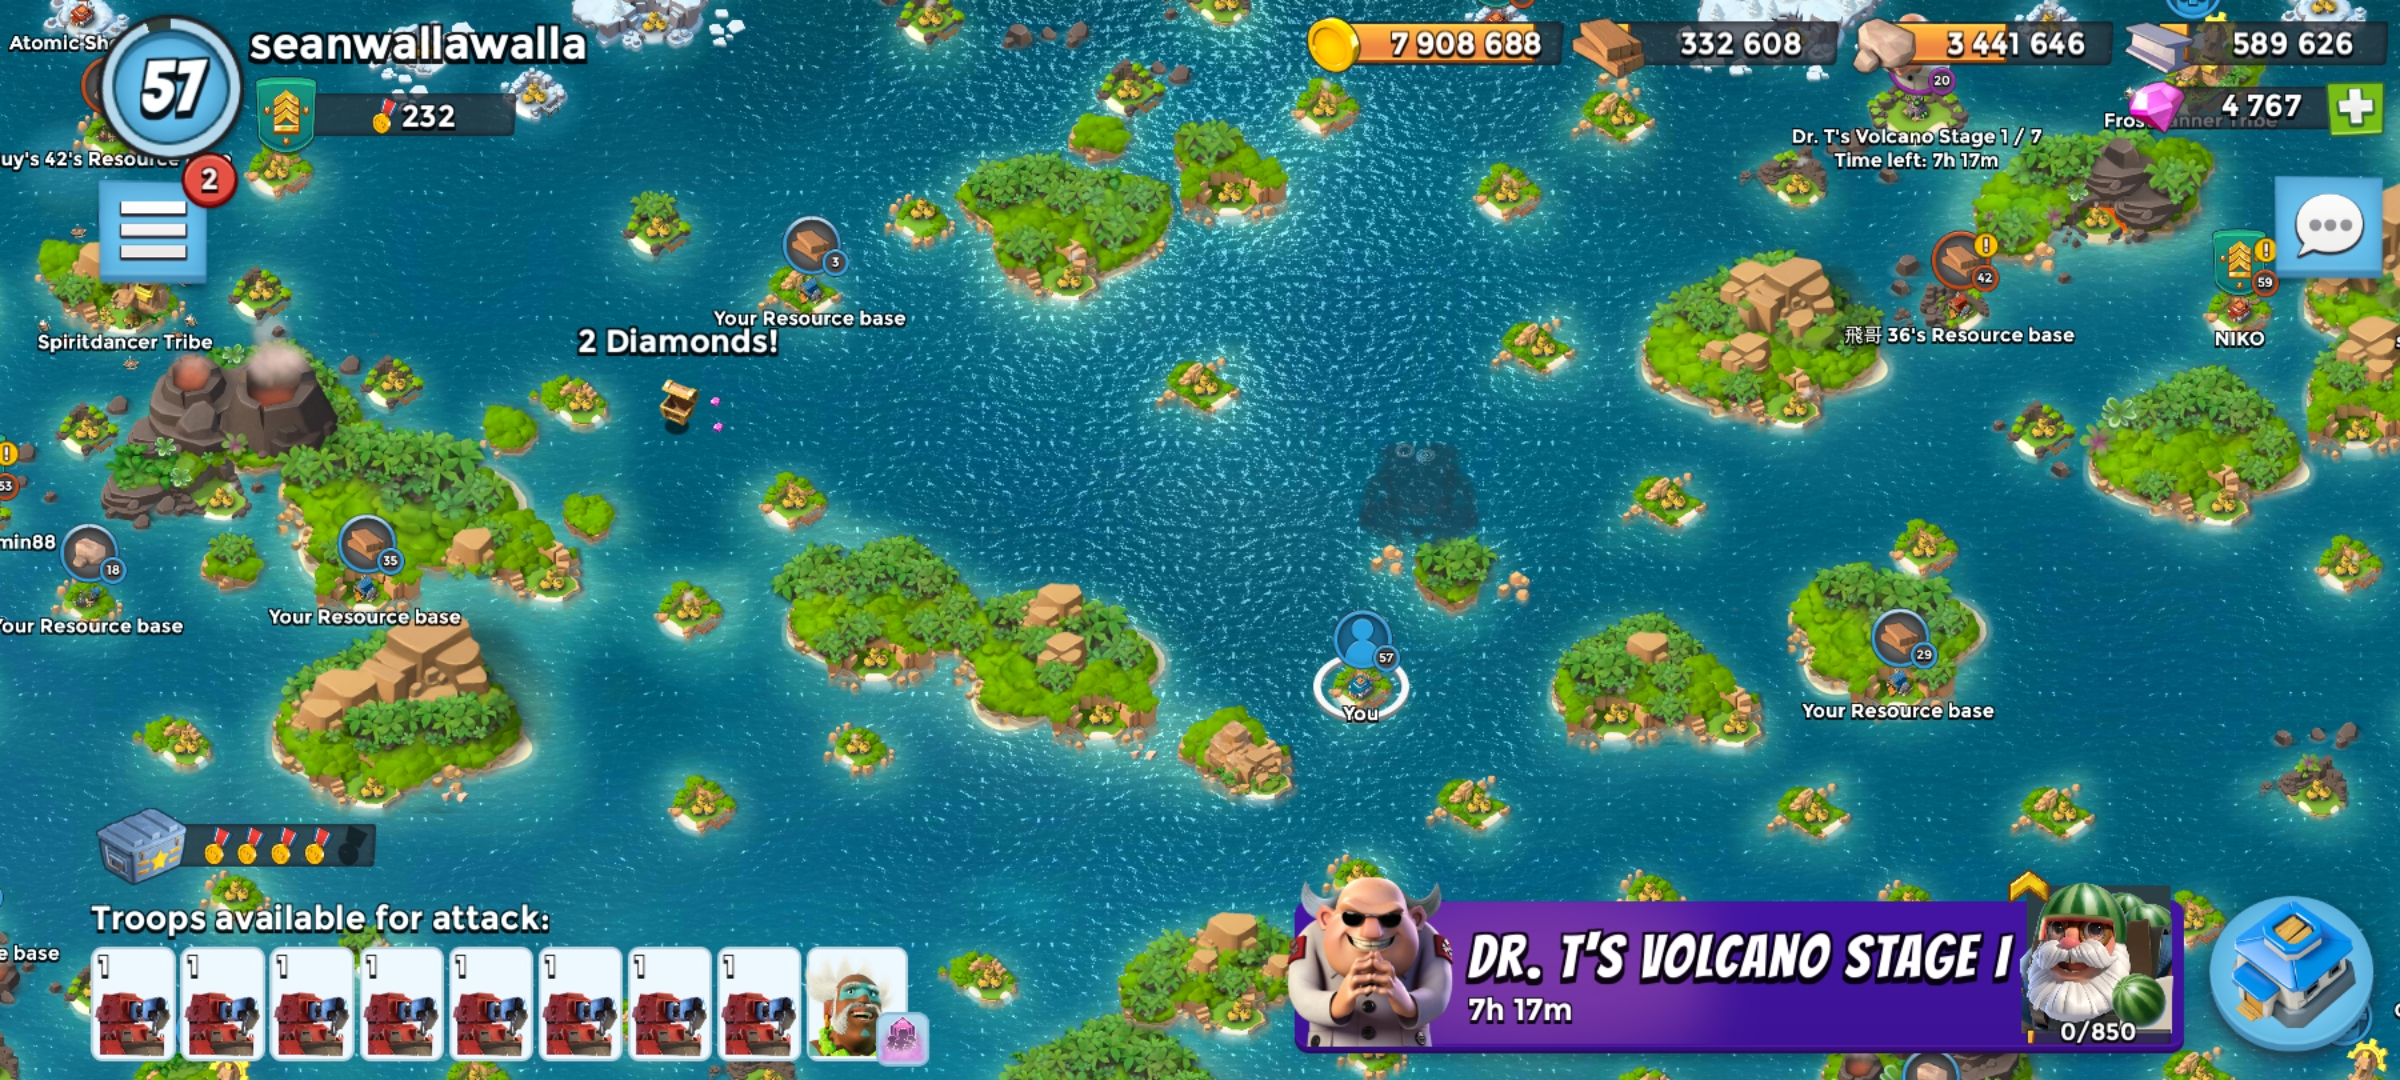 Atomic Sh
57
seanwallawalla
232
7 908 688
332 608
3 441 646
589 626
4 767
20
Dr. T's Volcano Stage 1 / 7
Time left: 7h 17m
uy's 42's Resource
2
3
Your Resource base
2 Diamonds!
Spiritdancer Tribe
42
飛哥 36's Resource base
59
NIKO
53
min88
18
Your Resource base
35
Your Resource base
57
You
29
Your Resource base
Troops available for attack:
e base
1
1
1
1
1
1
1
1
DR. T'S VOLCANO STAGE I
7h 17m
0/850